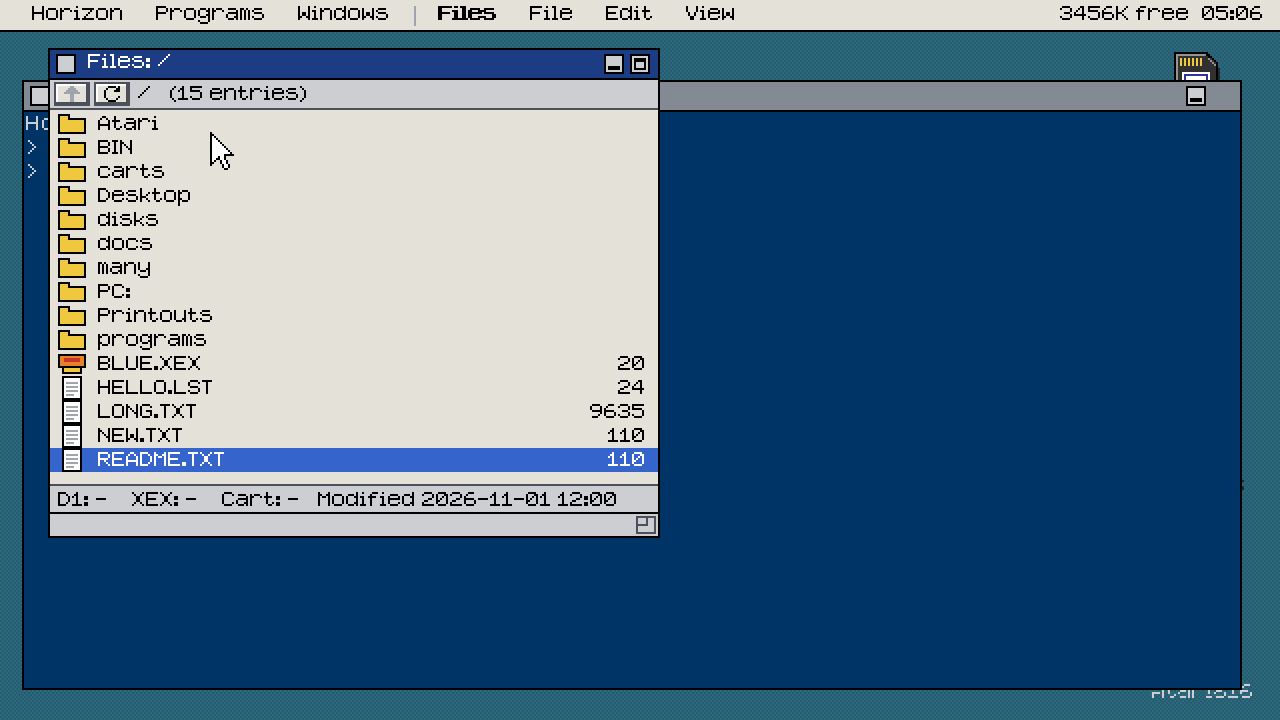 Horizon Programs Windows Files File Edit View 3456K free 05:06
Files: /
/ (15 entries)
Atari
BIN
carts
Desktop
disks
docs
many
PC:
Printouts
programs
BLUE.XEX 20
HELLO.LST 24
LONG.TXT 9635
NEW.TXT 110
README.TXT 110
D1: - XEX: - Cart: - Modified 2026-11-01 12:00
>
>